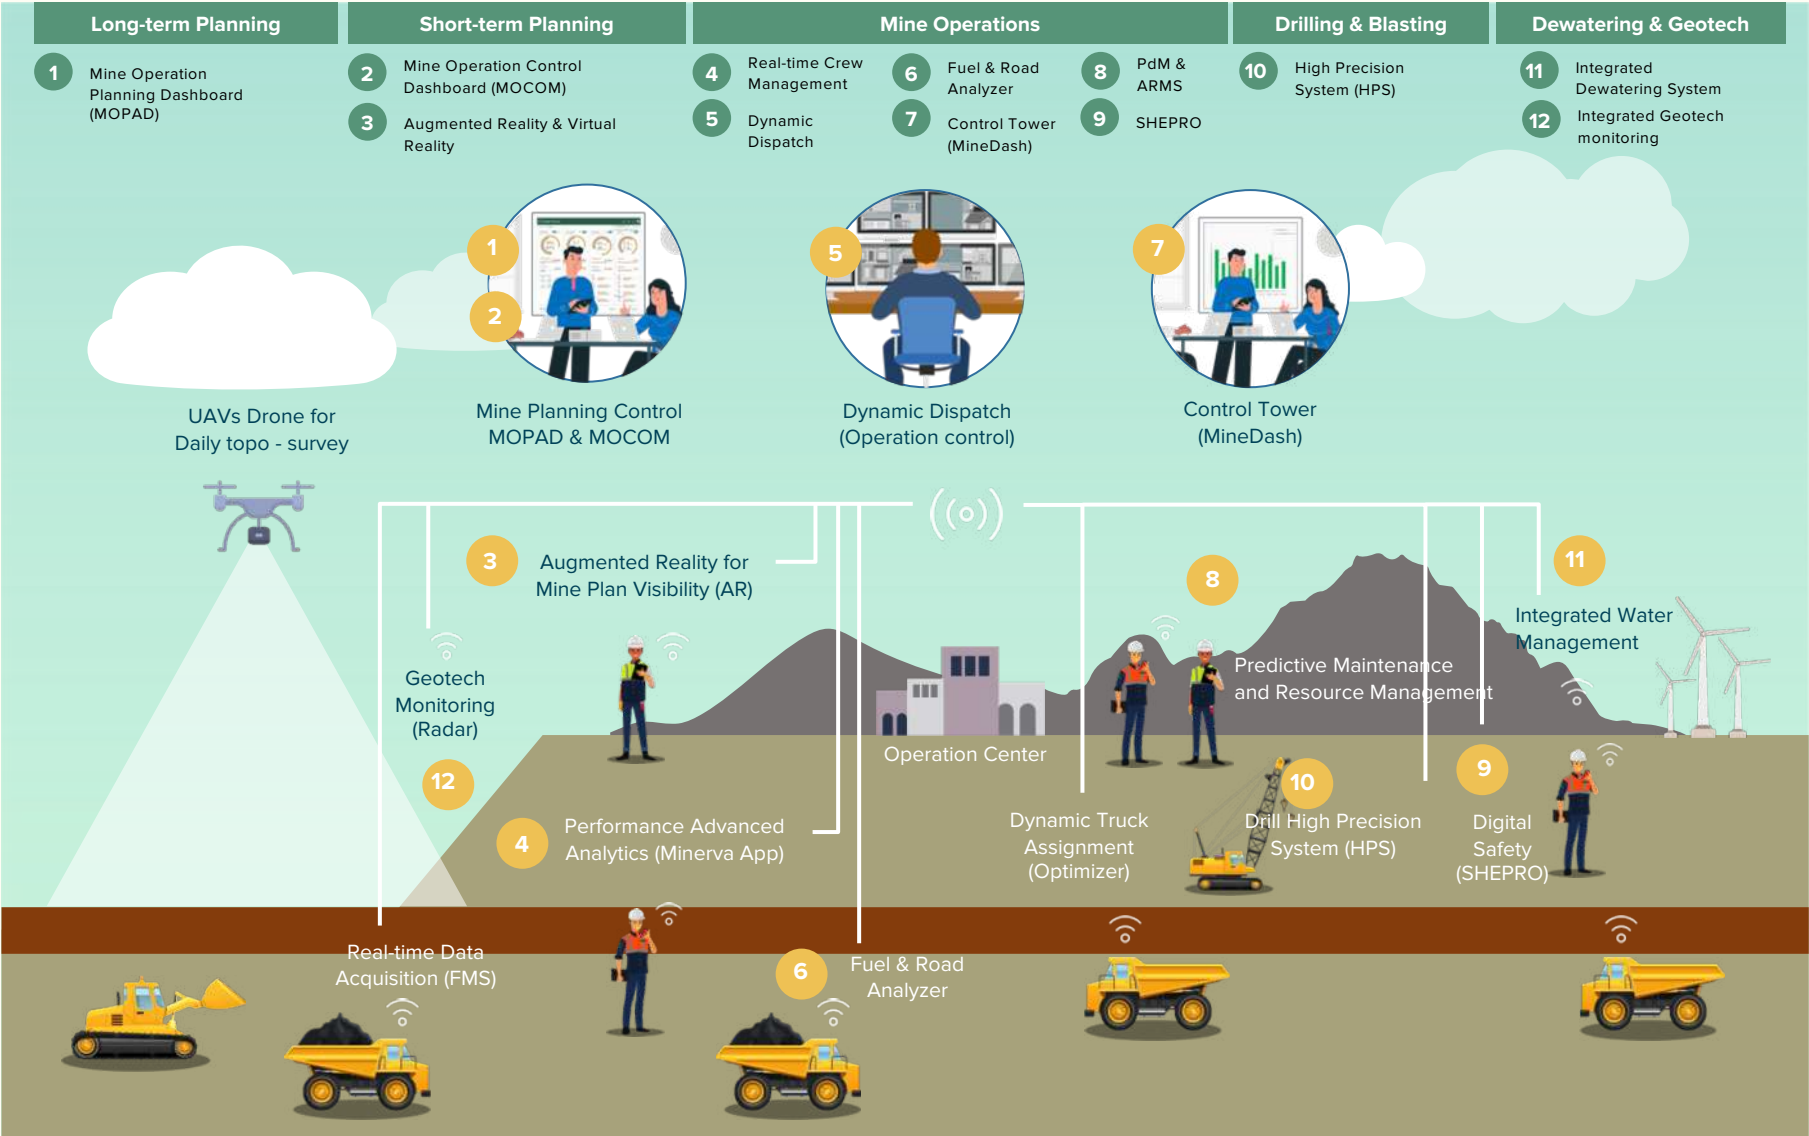 Long-term Planning
Short-term Planning
Mine Operations
Drilling & Blasting
Dewatering & Geotech
1
Mine Operation
Planning Dashboard
(MOPAD)
2
Mine Operation Control
Dashboard (MOCOM)
3
Augmented Reality & Virtual
Reality
4
Real-time Crew
Management
5
Dynamic
Dispatch
6
Fuel & Road
Analyzer
7
Control Tower
(MineDash)
8
PdM &
ARMS
9
SHEPRO
10
High Precision
System (HPS)
11
Integrated
Dewatering System
12
Integrated Geotech
monitoring
1
2
5
7
UAVs Drone for
Daily topo - survey
Mine Planning Control
MOPAD & MOCOM
Dynamic Dispatch
(Operation control)
Control Tower
(MineDash)
3
Augmented Reality for
Mine Plan Visibility (AR)
8
11
Integrated Water
Management
Geotech
Monitoring
(Radar)
12
Predictive Maintenance
and Resource Management
Operation Center
4
Performance Advanced
Analytics (Minerva App)
Dynamic Truck
Assignment
(Optimizer)
10
Drill High Precision
System (HPS)
9
Digital
Safety
(SHEPRO)
Real-time Data
Acquisition (FMS)
6
Fuel & Road
Analyzer